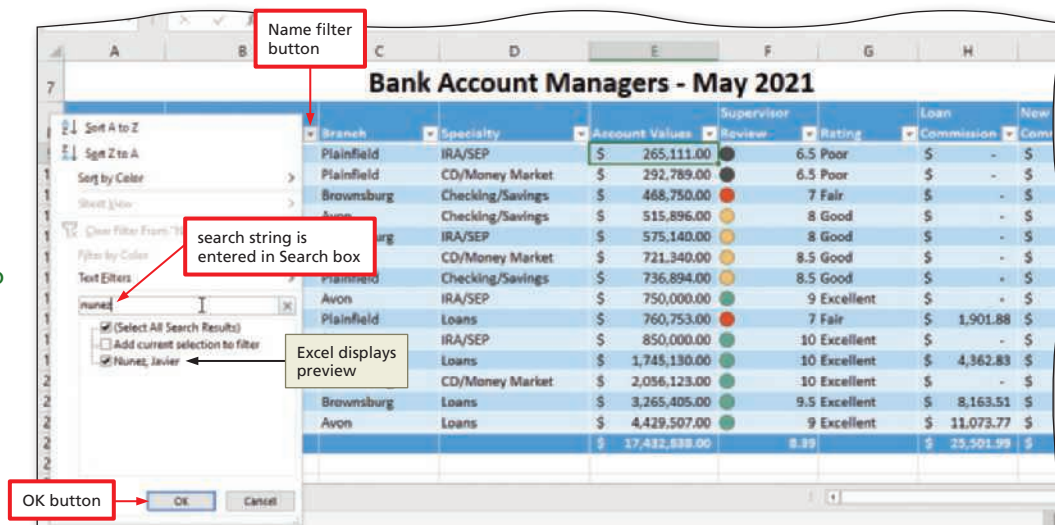 Name filter
button
A B C D E F G H
7 Bank Account Managers - May 2021
Supervisor Loan New
Branch Specialty Account Values Review Rating Commission
Plainfield IRA/SEP $ 265,111.00 6.5 Poor $ - $
Plainfield CD/Money Market $ 292,789.00 6.5 Poor $ - $
Brownsburg Checking/Savings $ 468,750.00 7 Fair $ - $
Avon Checking/Savings $ 515,896.00 8 Good $ - $
urg IRA/SEP $ 575,140.00 8 Good $ - $
CD/Money Market $ 721,340.00 8.5 Good $ - $
Plainfield Checking/Savings $ 736,894.00 8.5 Good $ - $
Avon IRA/SEP $ 750,000.00 9 Excellent $ - $
Plainfield Loans $ 760,753.00 7 Fair $ 1,901.88 $
IRA/SEP $ 850,000.00 10 Excellent $ - $
Loans $ 1,745,130.00 10 Excellent $ 4,362.83 $
CD/Money Market $ 2,056,123.00 10 Excellent $ - $
Brownsburg Loans $ 3,265,405.00 9.5 Excellent $ 8,163.51 $
Avon Loans $ 4,429,507.00 9 Excellent $ 11,073.77 $
$ 17,432,838.00 8.39 $ 25,501.99 $
Sort A to Z
Sort Z to A
Sort by Color
Sheet View
Clear Filter From
Filter by Color
Text Filters
search string is
entered in Search box
nunez
(Select All Search Results)
Add current selection to filter
Nunez, Javier
Excel displays
preview
OK button
OK Cancel